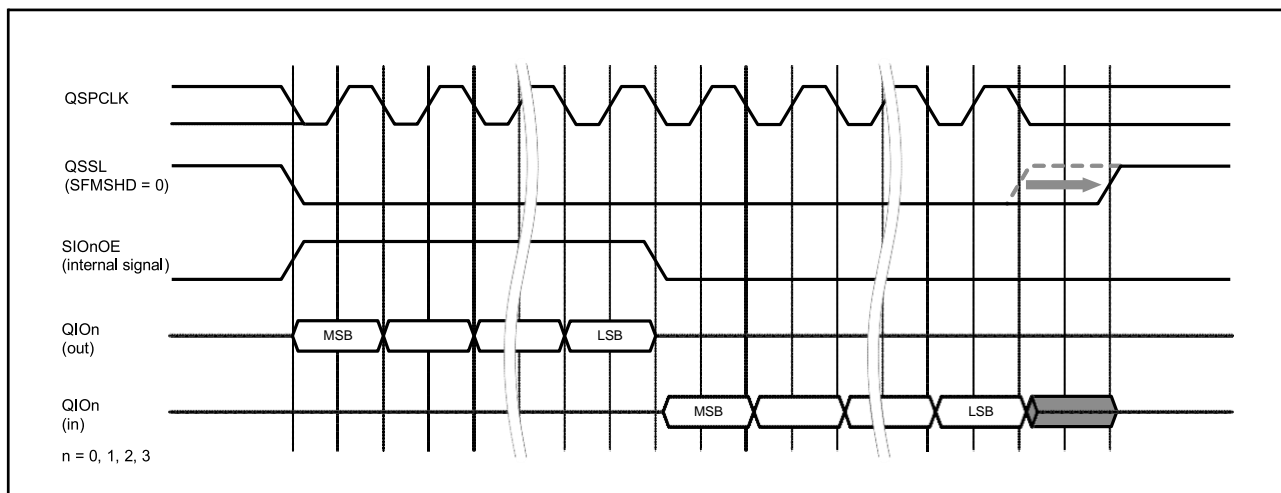 QSPCLK
QSSL
(SFMSHD = 0)
SIOnOE
(internal signal)
QIOn
(out)
MSB
LSB
QIOn
(in)
MSB
LSB
n = 0, 1, 2, 3